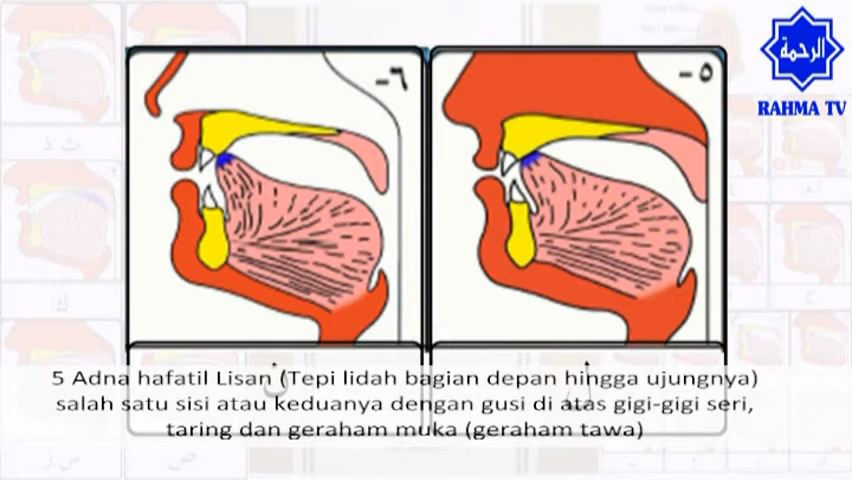 الرحمة
RAHMA TV
٦-
٥-
5 Adna hafatil Lisan (Tepi lidah bagian depan hingga ujungnya)
salah satu sisi atau keduanya dengan gusi di atas gigi-gigi seri,
taring dan geraham muka (geraham tawa)
ث ذ
ك
ض